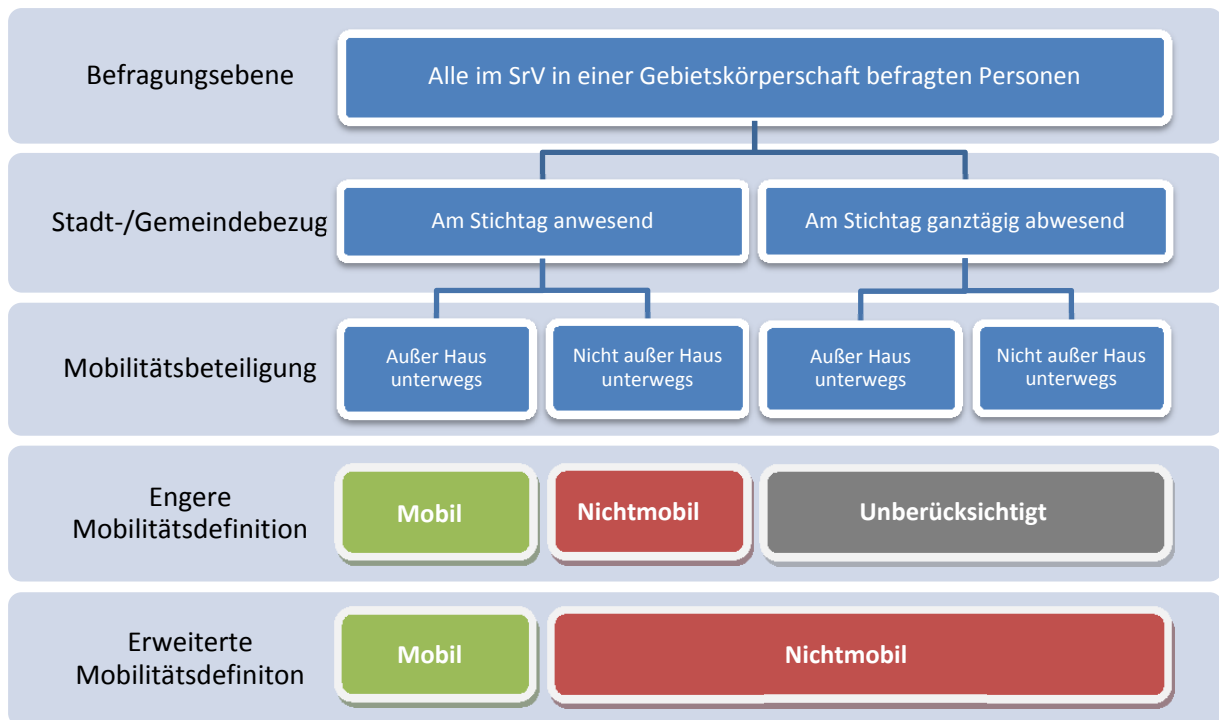 Befragungsebene
Alle im SrV in einer Gebietskörperschaft befragten Personen
Stadt-/Gemeindebezug
Am Stichtag anwesend
Am Stichtag ganztägig abwesend
Mobilitätsbeteiligung
Außer Haus
unterwegs
Nicht außer Haus
unterwegs
Außer Haus
unterwegs
Nicht außer Haus
unterwegs
Engere
Mobilitätsdefinition
Mobil
Nichtmobil
Unberücksichtigt
Erweiterte
Mobilitätsdefiniton
Mobil
Nichtmobil